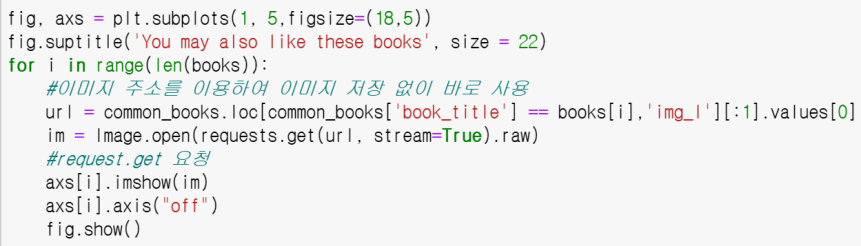 fig, axs = plt.subplots(1, 5,figsize=(18,5))
fig.suptitle('You may also like these books', size = 22)
for i in range(len(books)):
    #이미지 주소를 이용하여 이미지 저장 없이 바로 사용
    url = common_books.loc[common_books['book_title'] == books[i],'img_l'][:1].values[0]
    im = Image.open(requests.get(url, stream=True).raw)
    #request.get 요청
    axs[i].imshow(im)
    axs[i].axis("off")
    fig.show()